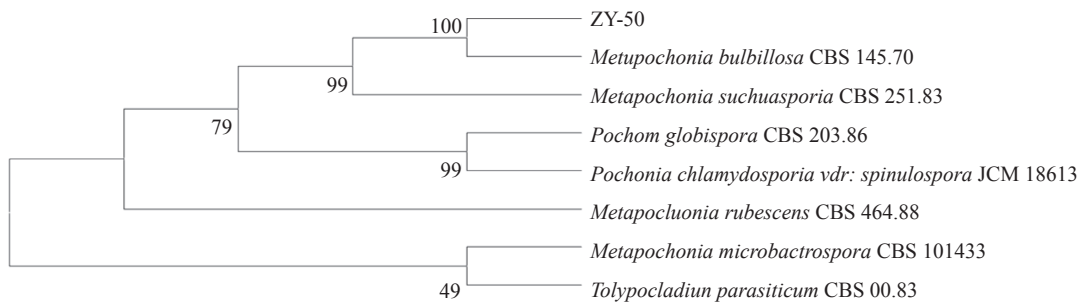 100
ZY-50
Metupochonia bulbillosa CBS 145.70
99
Metapochonia suchuasporia CBS 251.83
79
Pochom globispora CBS 203.86
99
Pochonia chlamydosporia vdr: spinulospora JCM 18613
Metapocluonia rubescens CBS 464.88
Metapochonia microbactrospora CBS 101433
49
Tolypocladiun parasiticum CBS 00.83